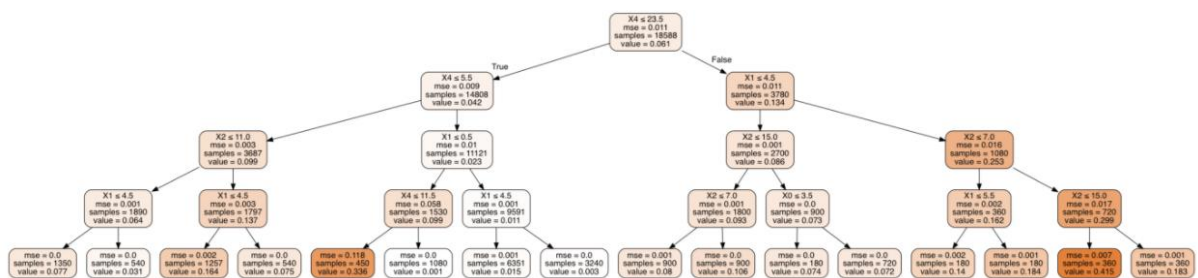 X4 ≤ 23.5
mse = 0.011
samples = 18588
value = 0.061
True
False
X4 ≤ 5.5
mse = 0.009
samples = 14808
value = 0.042
X1 ≤ 4.5
mse = 0.011
samples = 3780
value = 0.134
X2 ≤ 11.0
mse = 0.003
samples = 3687
value = 0.099
X1 ≤ 0.5
mse = 0.01
samples = 11121
value = 0.023
X2 ≤ 15.0
mse = 0.001
samples = 2700
value = 0.086
X2 ≤ 7.0
mse = 0.016
samples = 1080
value = 0.253
X1 ≤ 4.5
mse = 0.001
samples = 1890
value = 0.064
X1 ≤ 4.5
mse = 0.003
samples = 1797
value = 0.137
X4 ≤ 11.5
mse = 0.058
samples = 1530
value = 0.099
X1 ≤ 4.5
mse = 0.001
samples = 9591
value = 0.011
X2 ≤ 7.0
mse = 0.001
samples = 1800
value = 0.093
X0 ≤ 3.5
mse = 0.0
samples = 900
value = 0.073
X1 ≤ 5.5
mse = 0.002
samples = 360
value = 0.162
X2 ≤ 15.0
mse = 0.017
samples = 720
value = 0.299
mse = 0.0
samples = 1350
value = 0.077
mse = 0.0
samples = 540
value = 0.031
mse = 0.002
samples = 1257
value = 0.164
mse = 0.0
samples = 540
value = 0.075
mse = 0.118
samples = 450
value = 0.336
mse = 0.0
samples = 1080
value = 0.001
mse = 0.001
samples = 6351
value = 0.015
mse = 0.0
samples = 3240
value = 0.003
mse = 0.001
samples = 900
value = 0.08
mse = 0.0
samples = 900
value = 0.106
mse = 0.0
samples = 180
value = 0.074
mse = 0.0
samples = 720
value = 0.072
mse = 0.002
samples = 180
value = 0.14
mse = 0.001
samples = 180
value = 0.184
mse = 0.007
samples = 360
value = 0.415
mse = 0.001
samples = 360
value = 0.183